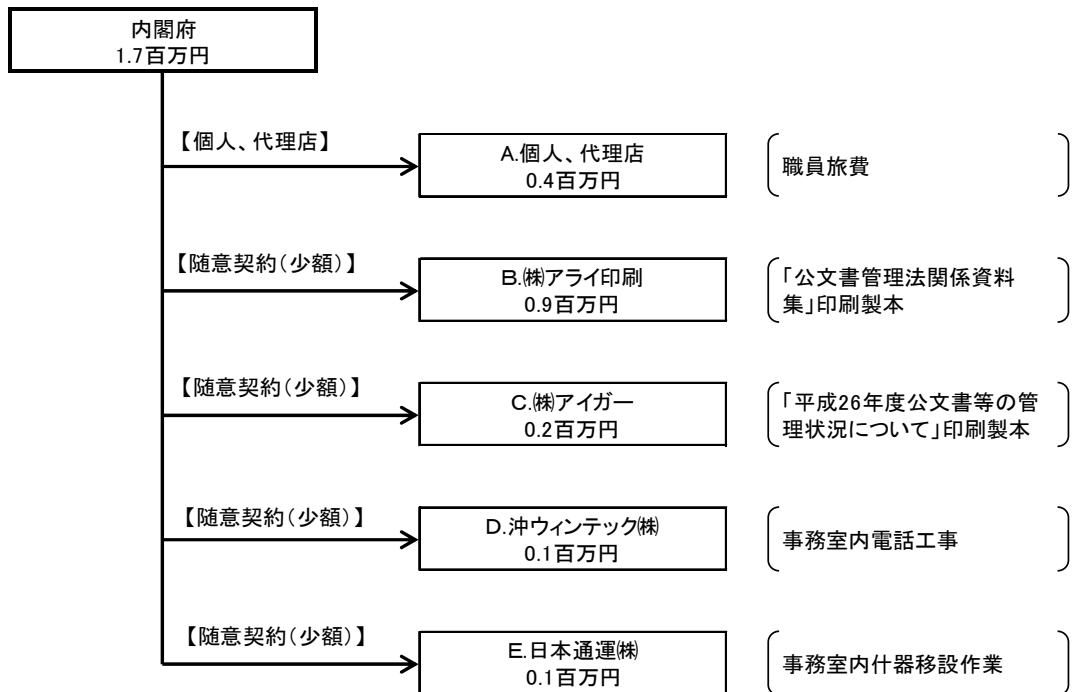 内閣府
1.7百万円
【個人、代理店】
A.個人、代理店
0.4百万円
職員旅費
【随意契約(少額)】
B.㈱アライ印刷
0.9百万円
「公文書管理法関係資料
集」印刷製本
【随意契約(少額)】
C.㈱アイガー
0.2百万円
「平成26年度公文書等の管
理状況について」印刷製本
【随意契約(少額)】
D.沖ウィンテック㈱
0.1百万円
事務室内電話工事
【随意契約(少額)】
E.日本通運㈱
0.1百万円
事務室内什器移設作業